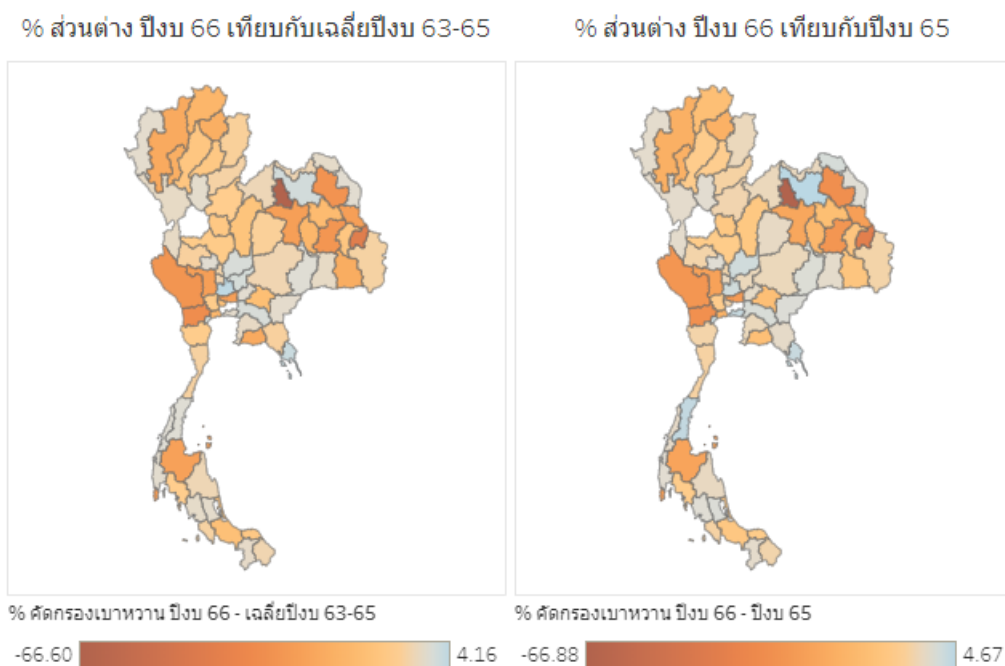 % ส่วนต่าง ปีงบ 66 เทียบกับเฉลี่ยปีงบ 63-65
% ส่วนต่าง ปีงบ 66 เทียบกับปีงบ 65
% คัดกรองเบาหวาน ปีงบ 66 - เฉลี่ยปีงบ 63-65
% คัดกรองเบาหวาน ปีงบ 66 - ปีงบ 65
-66.60 4.16
-66.88 4.67